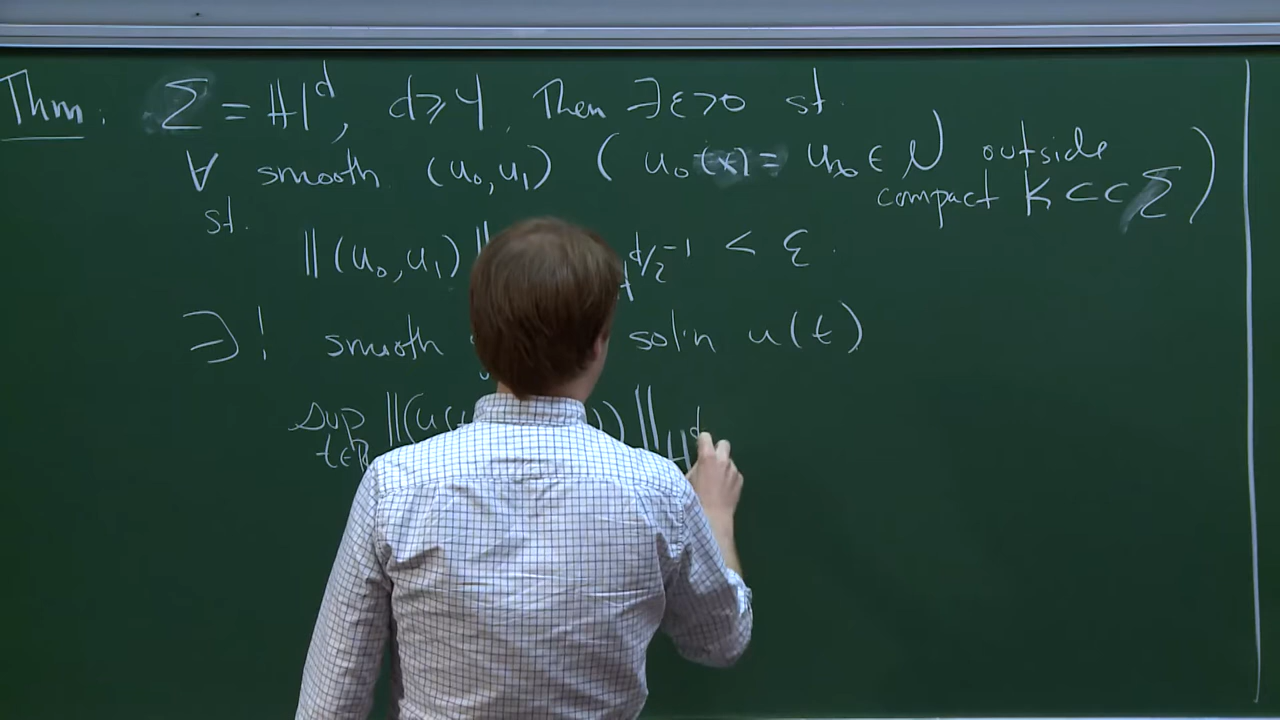 Thm: Σ = ℍ^d, d ≥ 4. Then ∃ ε>0 st.
∀ smooth (u₀,u₁) (u₀(x) = u_∞ ∈ N outside
compact K ⊂⊂ Σ)
st.
‖(u₀,u₁)‖ H^{d/2 -1} < ε.
∃! smooth sol'n u(t)
sup ‖(u(t )‖ H^d
t∈ℝ